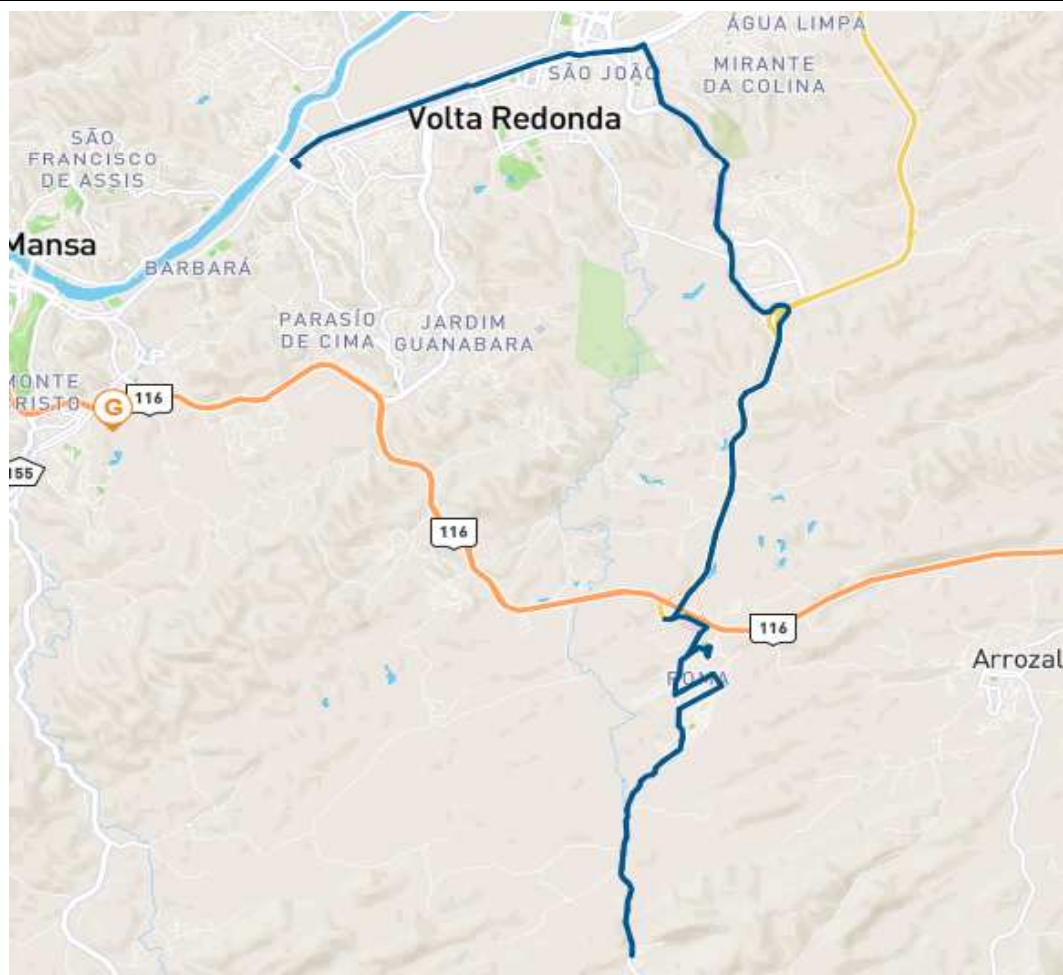 ÁGUA LIMPA
SÃO JOÃO
MIRANTE
DA COLINA
Volta Redonda
SÃO
FRANCISCO
DE ASSIS
Mansa
BARBARÁ
PARASÍO
DE CIMA
JARDIM
GUANABARA
MONTE
RISTO
G
116
155
116
116
ROMA
Arrozal